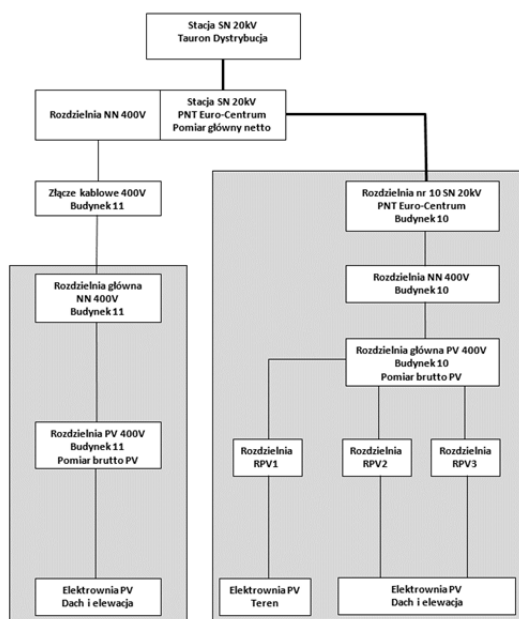 Stacja SN 20kV
Tauron Dystrybucja
Rozdzielnia NN 400V
Stacja SN 20kV
PNT Euro-Centrum
Pomiar główny netto
Złącze kablowe 400V
Budynek 11
Rozdzielnia nr 10 SN 20kV
PNT Euro-Centrum
Budynek 10
Rozdzielnia główna
NN 400V
Budynek 11
Rozdzielnia NN 400V
Budynek 10
Rozdzielnia główna PV 400V
Budynek 10
Pomiar brutto PV
Rozdzielnia PV 400V
Budynek 11
Pomiar brutto PV
Rozdzielnia
RPV1
Rozdzielnia
RPV2
Rozdzielnia
RPV3
Elektrownia PV
Dach i elewacja
Elektrownia PV
Teren
Elektrownia PV
Dach i elewacja